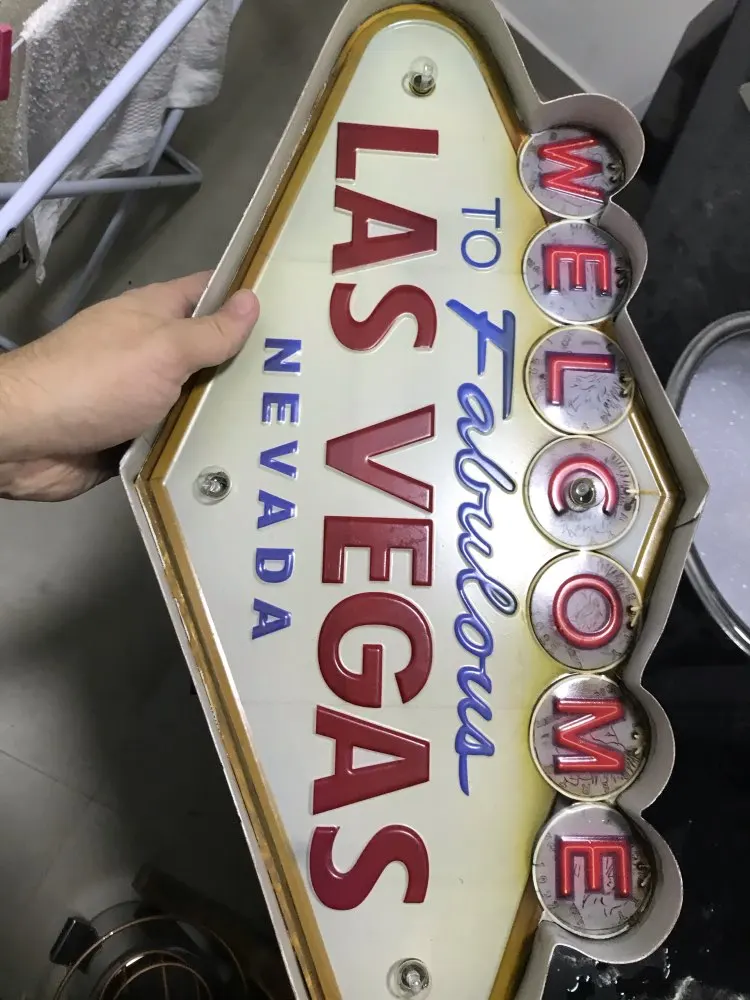 WELCOME
TO Fabulous
LAS VEGAS
NEVADA